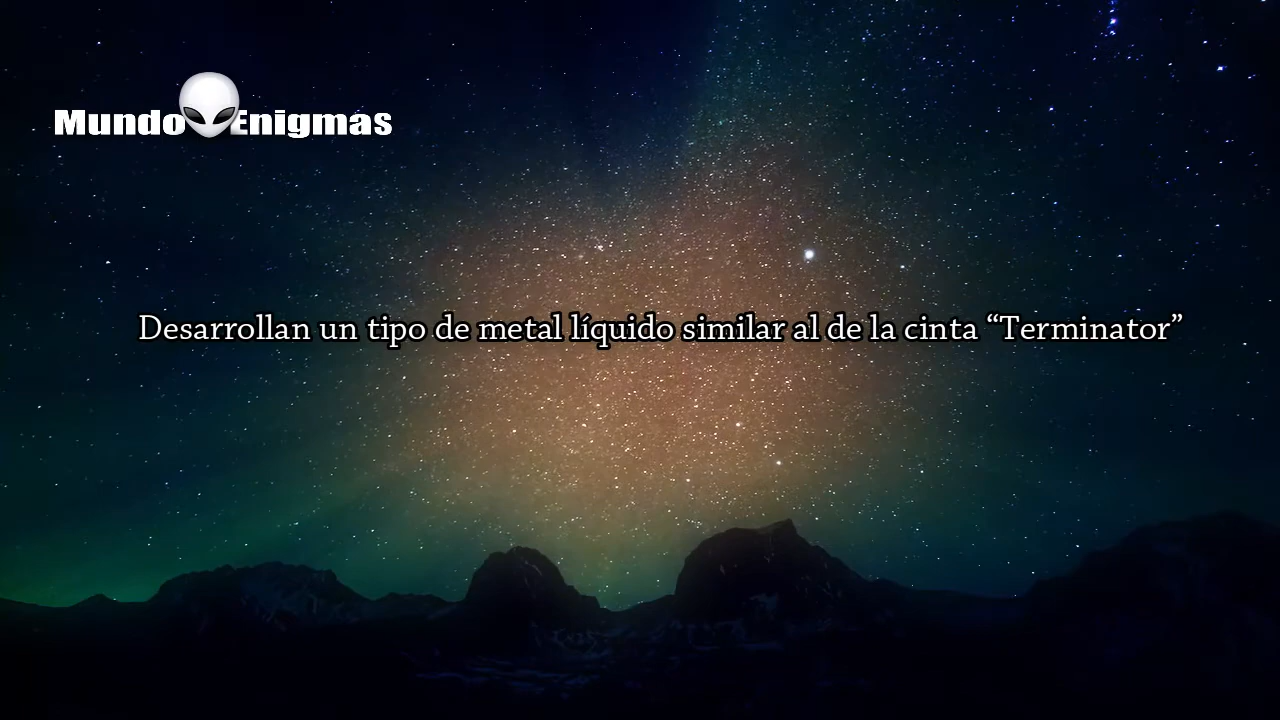 Mundo Enigmas
Desarrollan un tipo de metal líquido similar al de la cinta “Terminator”